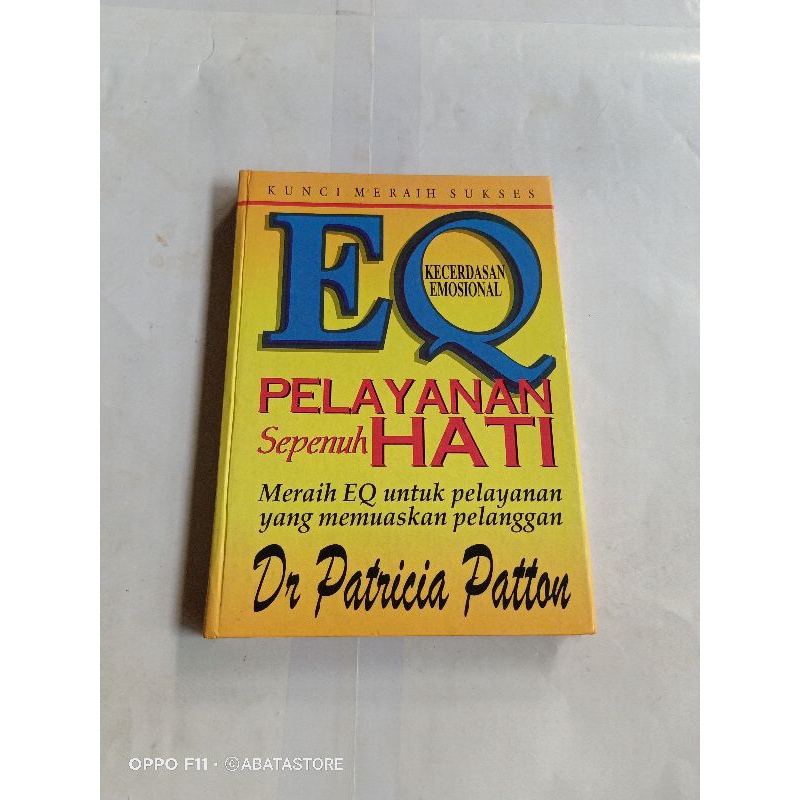 KUNCI MERAIH SUKSES
EQ
KECERDASAN
EMOSIONAL
PELAYANAN
Sepenuh HATI
Meraih EQ untuk pelayanan
yang memuaskan pelanggan
Dr Patricia Patton
OPPO F11 · ©ABATASTORE